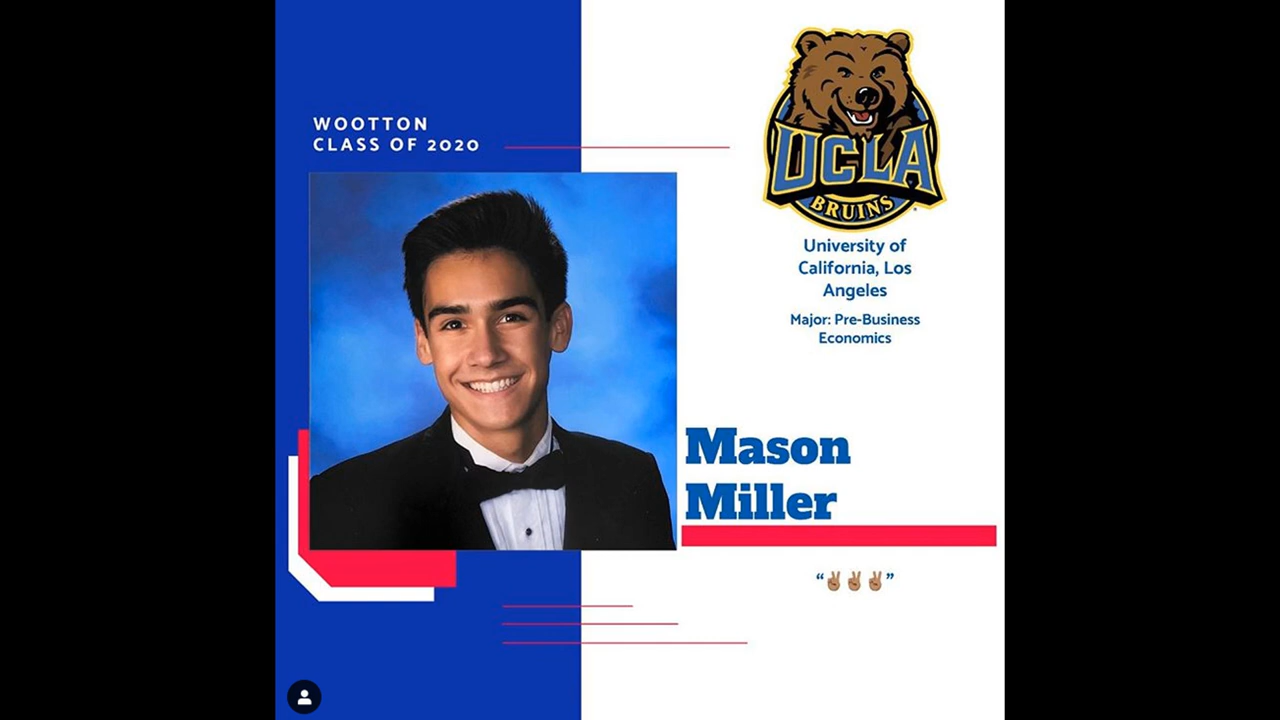 WOOTTON
CLASS OF 2020
UCLA
BRUINS
University of
California, Los
Angeles
Major: Pre-Business
Economics
Mason
Miller
“✌🏽✌🏽✌🏽”